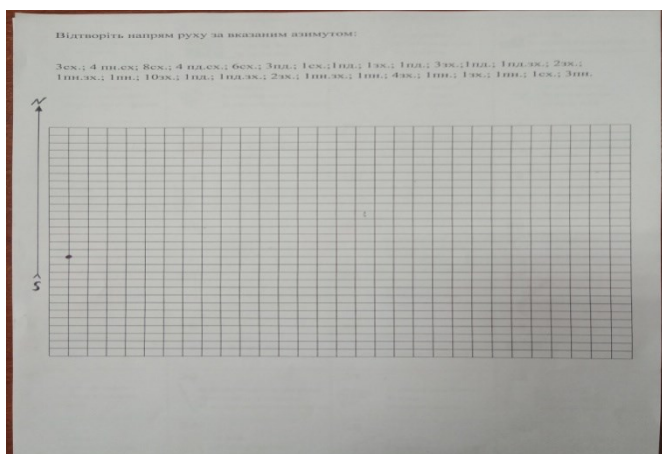 Відтворіть напрям руху за вказаним азимутом:
3сх.; 4 пн.сх; 8сх.; 4 пд.сх.; 6сх.; 3пд.; 1сх.;1пд.; 1зх.; 1пд.; 3зх.;1пд.; 1пд.зх.; 2зх.;
1пн.зх.; 1пн.; 10зх.; 1пд.; 1пд.зх.; 2зх.; 1пн.зх.; 1пн.; 4зх.; 1пн.; 1зх.; 1пн.; 1сх.; 3пн.
N
S